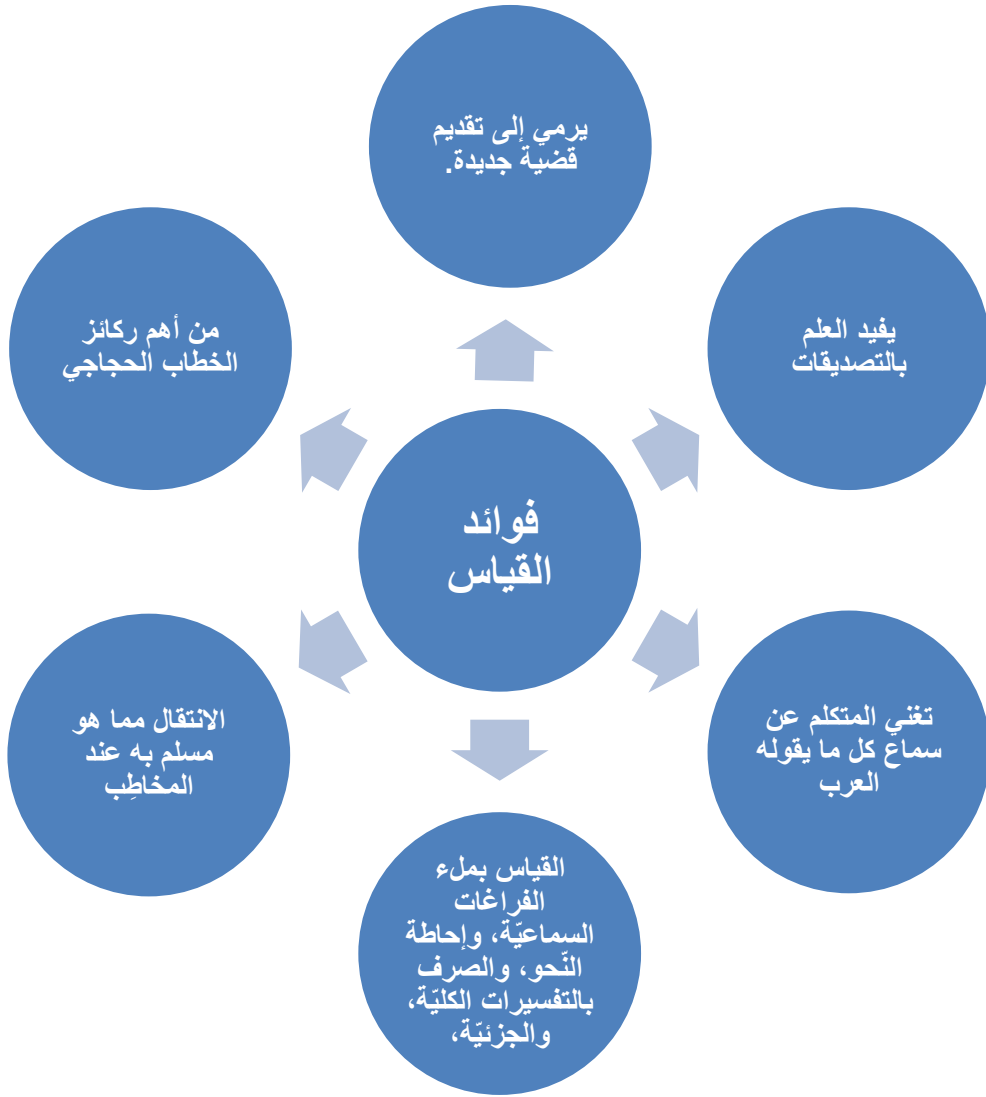 يرمي إلى تقديم
قضية جديدة.
يفيد العلم
بالتصديقات
من أهم ركائز
الخطاب الحجاجي
فوائد
القياس
تغني المتكلم عن
سماع كل ما يقوله
العرب
الانتقال مما هو
مسلم به عند
المخاطِب
القياس بملء
الفراغات
السماعيّة، وإحاطة
النّحو، والصرف
بالتفسيرات الكليّة،
والجزئيّة،